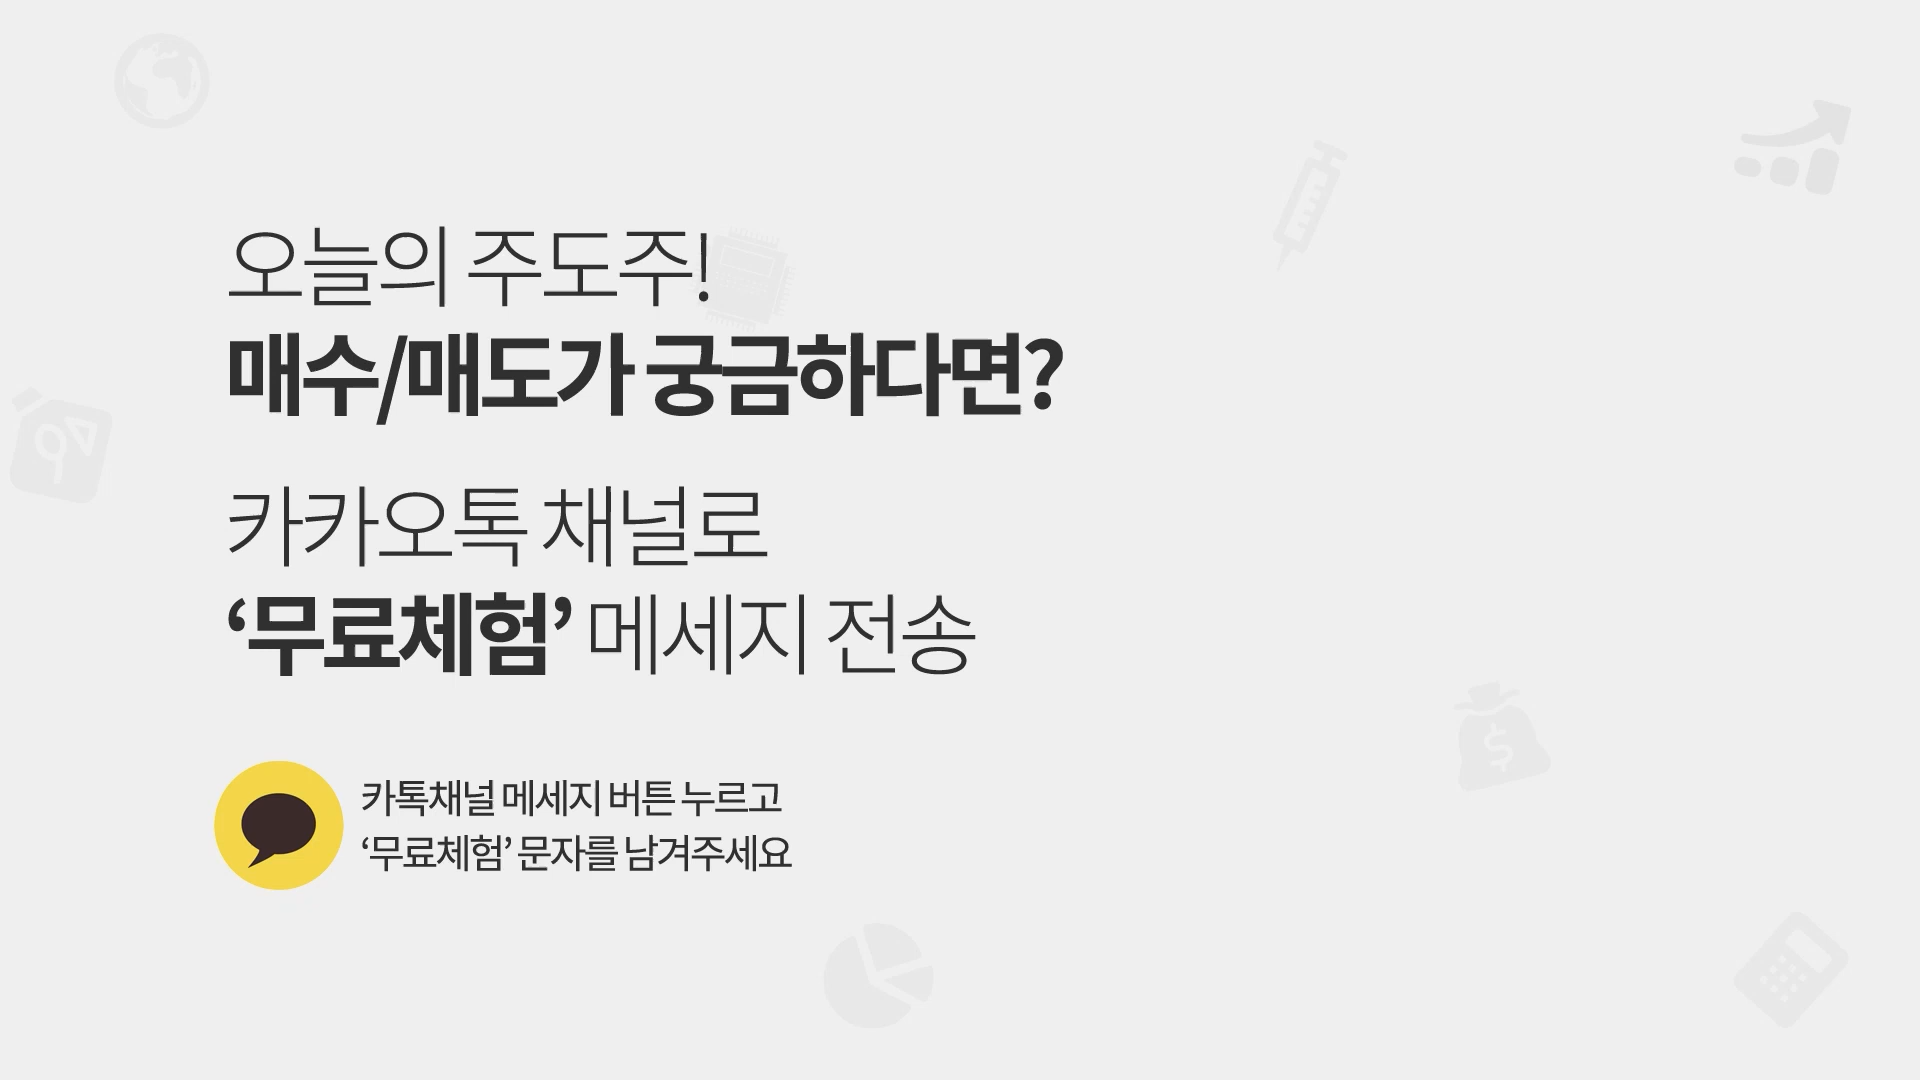 오늘의 주도주!
매수/매도가 궁금하다면?
카카오톡 채널로
‘무료체험’ 메세지 전송
카톡채널 메세지 버튼 누르고
‘무료체험’ 문자를 남겨주세요